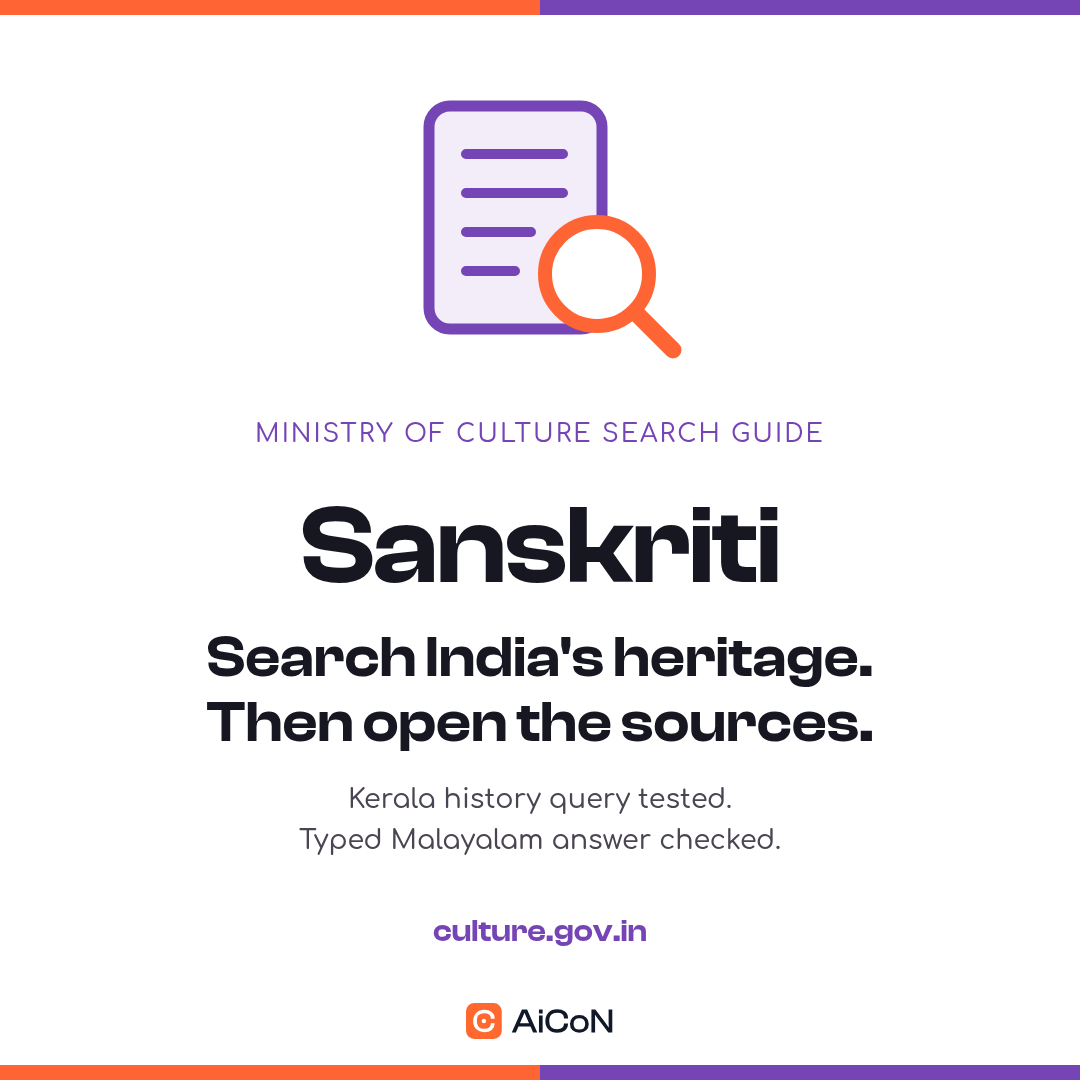 MINISTRY OF CULTURE SEARCH GUIDE
Sanskriti
Search India's heritage.
Then open the sources.
Kerala history query tested.
Typed Malayalam answer checked.
culture.gov.in
AiCoN